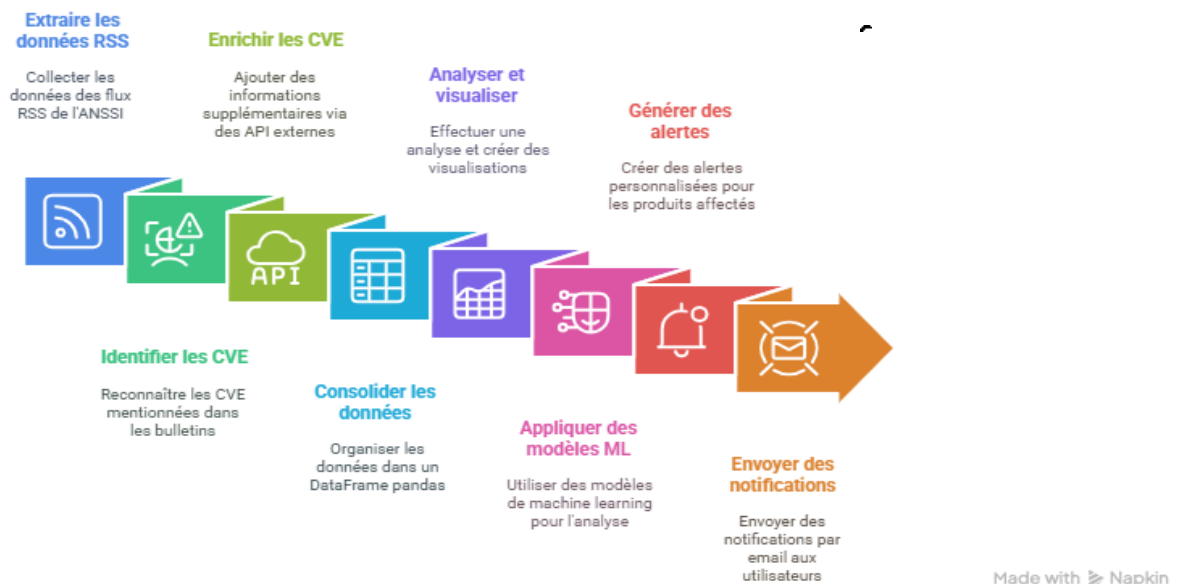 Extraire les
données RSS
Collecter les
données des flux
RSS de l'ANSSI
Identifier les CVE
Reconnaître les CVE
mentionnées dans
les bulletins
Enrichir les CVE
Ajouter des
informations
supplémentaires via
des API externes
API
Consolider les
données
Organiser les
données dans un
DataFrame pandas
Analyser et
visualiser
Effectuer une
analyse et créer des
visualisations
Appliquer des
modèles ML
Utiliser des modèles
de machine learning
pour l'analyse
Générer des
alertes
Créer des alertes
personnalisées pour
les produits affectés
Envoyer des
notifications
Envoyer des
notifications par
email aux
utilisateurs
Made with Napkin